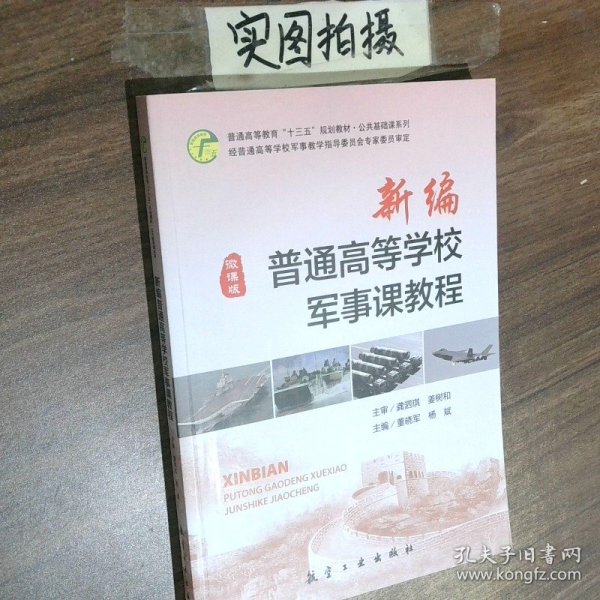 实图拍摄
普通高等教育“十三五”规划教材·公共基础课系列
经普通高等学校军事教学指导委员会专家委员审定
新编
微课版
普通高等学校
军事课教程
主审/龚泗琪 姜树和
主编/董晓军 杨斌
XINBIAN
PUTONG GAODENG XUEXIAO
JUNSHIKE JIAOCHENG
航空工业出版社
孔夫子旧书网
www.kongfz.com